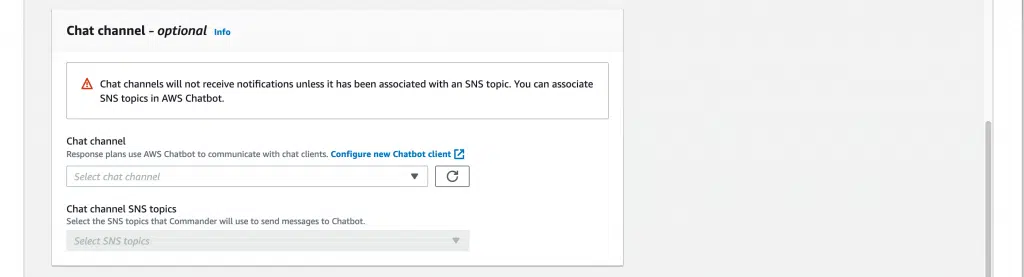 Chat channel - optional Info
Chat channels will not receive notifications unless it has been associated with an SNS topic. You can associate
SNS topics in AWS Chatbot.
Chat channel
Response plans use AWS Chatbot to communicate with chat clients. Configure new Chatbot client
Select chat channel
Chat channel SNS topics
Select the SNS topics that Commander will use to send messages to Chatbot.
Select SNS topics